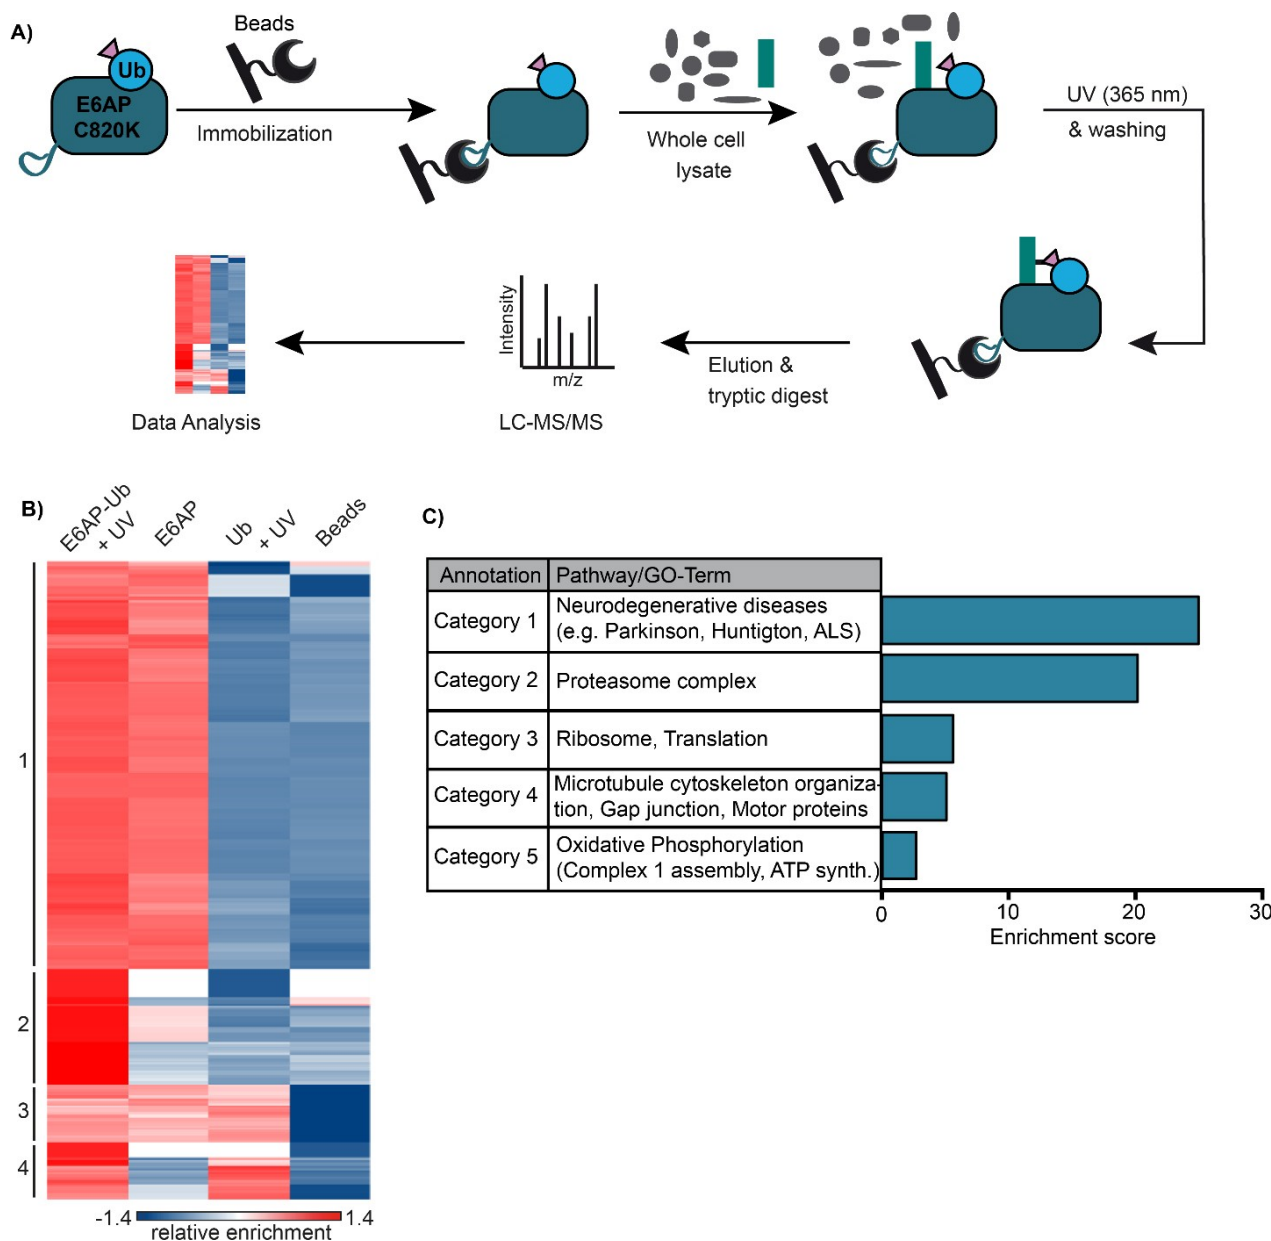 A)
Beads
Ub
E6AP
C820K
Immobilization
Whole cell
lysate
UV (365 nm)
& washing
Elution &
tryptic digest
Intensity
m/z
LC-MS/MS
Data Analysis
B)
E6AP-Ub
+ UV
E6AP
Ub
+ UV
Beads
1
2
3
4
-1.4
1.4
relative enrichment
C)
Annotation Pathway/GO-Term
Category 1 Neurodegenerative diseases
(e.g. Parkinson, Huntigton, ALS)
Category 2 Proteasome complex
Category 3 Ribosome, Translation
Category 4 Microtubule cytoskeleton organiza-
tion, Gap junction, Motor proteins
Category 5 Oxidative Phosphorylation
(Complex 1 assembly, ATP synth.)
0 10 20 30
Enrichment score